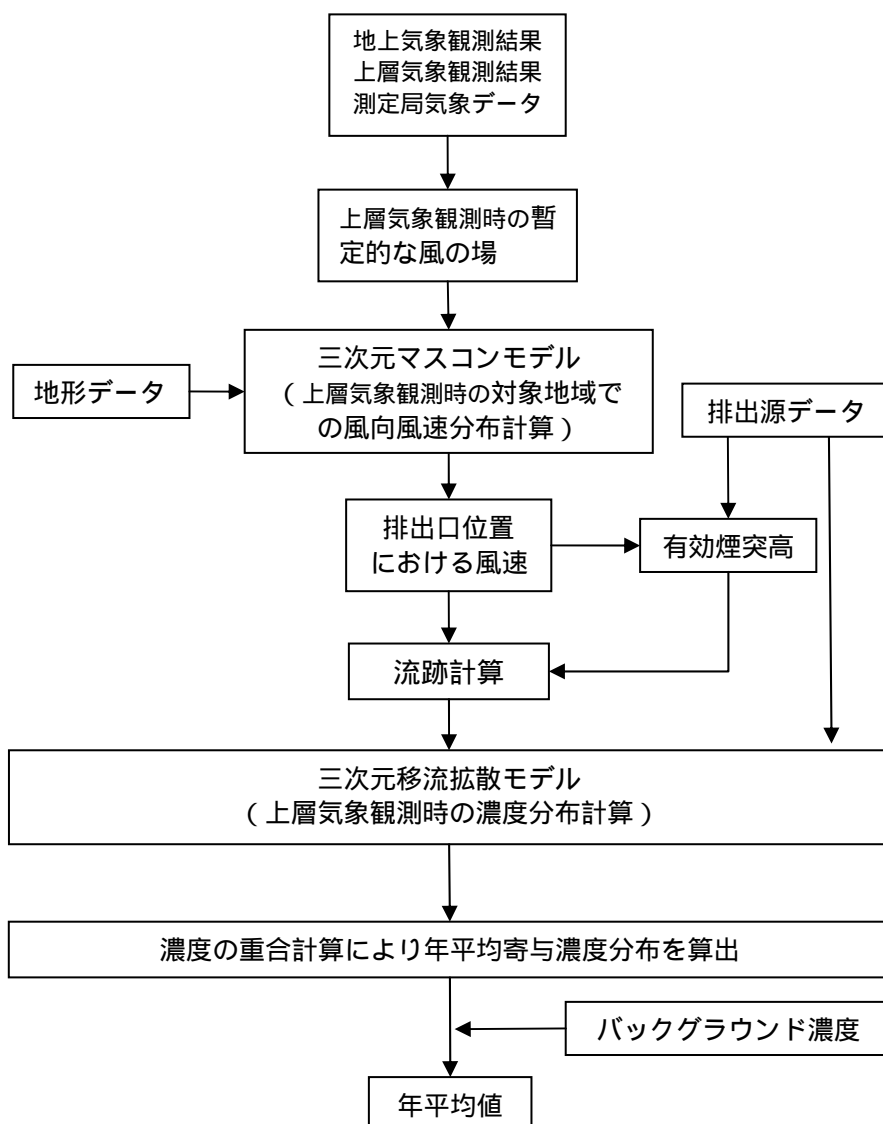 地上気象観測結果
上層気象観測結果
測定局気象データ
上層気象観測時の暫
定的な風の場
三次元マスコンモデル
（上層気象観測時の対象地域で
の風向風速分布計算）
地形データ
排出源データ
排出口位置
における風速
有効煙突高
流跡計算
三次元移流拡散モデル
（上層気象観測時の濃度分布計算）
濃度の重合計算により年平均寄与濃度分布を算出
バックグラウンド濃度
年平均値